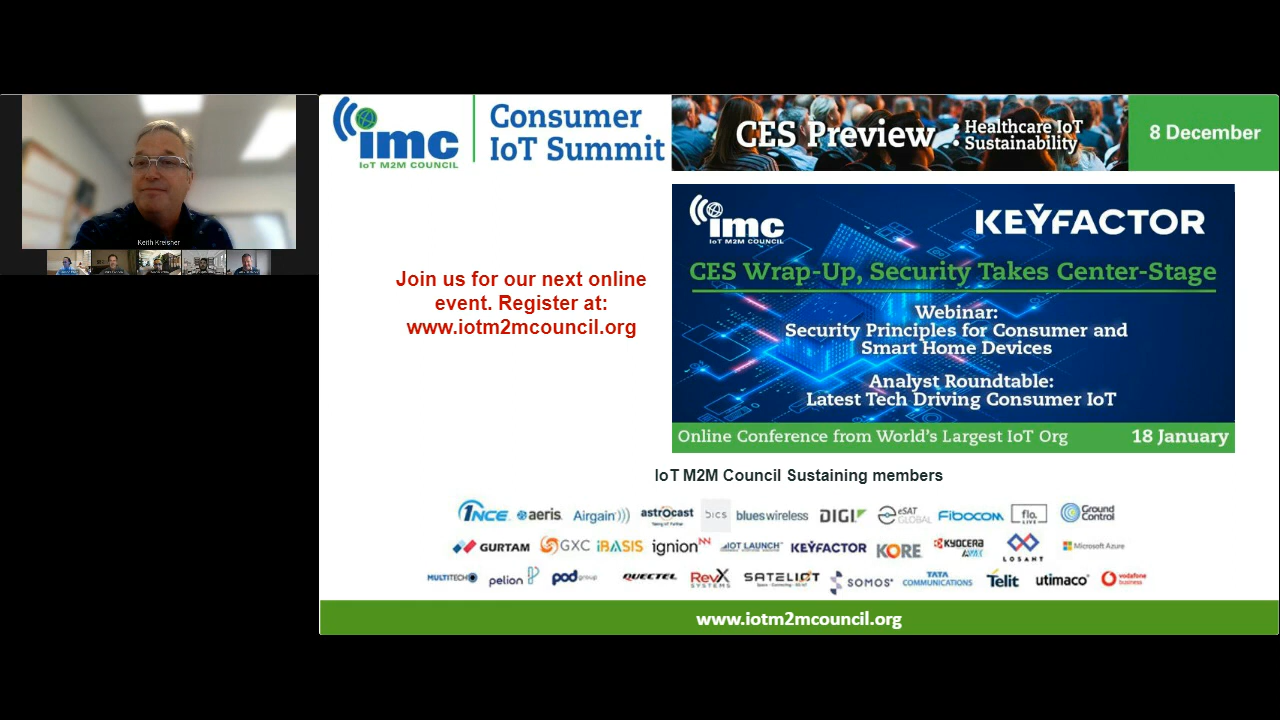 imc
IoT M2M COUNCIL
Consumer
IoT Summit
CES Preview :
Healthcare IoT
Sustainability
8 December
Keith Kreisher
Join us for our next online
event. Register at:
www.iotm2mcouncil.org
imc
IoT M2M COUNCIL
KEYFACTOR
CES Wrap-Up, Security Takes Center-Stage
Webinar:
Security Principles for Consumer and
Smart Home Devices
Analyst Roundtable:
Latest Tech Driving Consumer IoT
Online Conference from World's Largest IoT Org
18 January
IoT M2M Council Sustaining members
1NCE aeris. Airgain astrocast bics blues wireless DIGI eSAT GLOBAL FIBOCOM flo. LIVE Ground Control
GURTAM GXC iBASIS ignion IOT LAUNCH KEYFACTOR KORE KYOCERA AVX LOSANT Microsoft Azure
MULTITECH pelion pod group QUECTEL RevX SYSTEMS SATELIOT SOMOS TATA COMMUNICATIONS Telit utimaco vodafone business
www.iotm2mcouncil.org